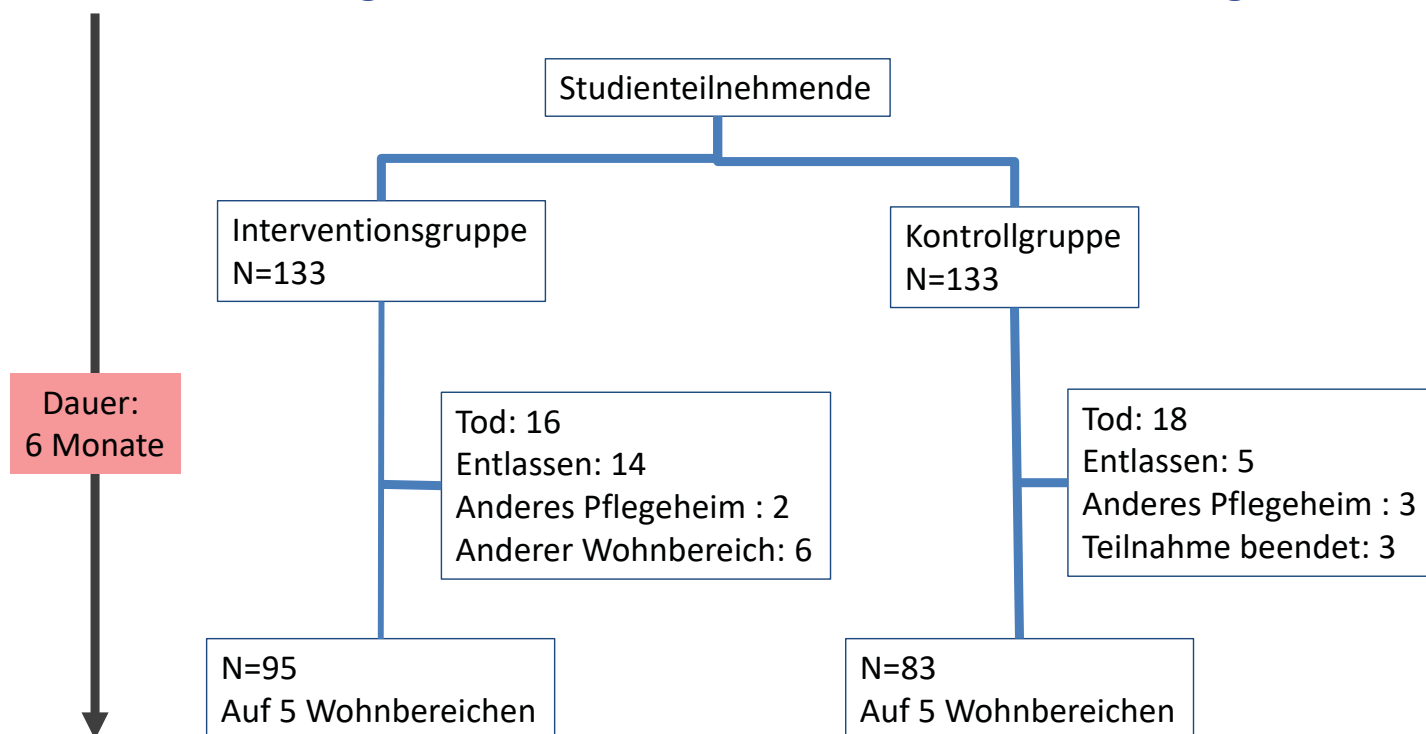 Studienteilnehmende
Interventionsgruppe
N=133
Kontrollgruppe
N=133
Dauer:
6 Monate
Tod: 16
Entlassen: 14
Anderes Pflegeheim : 2
Anderer Wohnbereich: 6
Tod: 18
Entlassen: 5
Anderes Pflegeheim : 3
Teilnahme beendet: 3
N=95
Auf 5 Wohnbereichen
N=83
Auf 5 Wohnbereichen